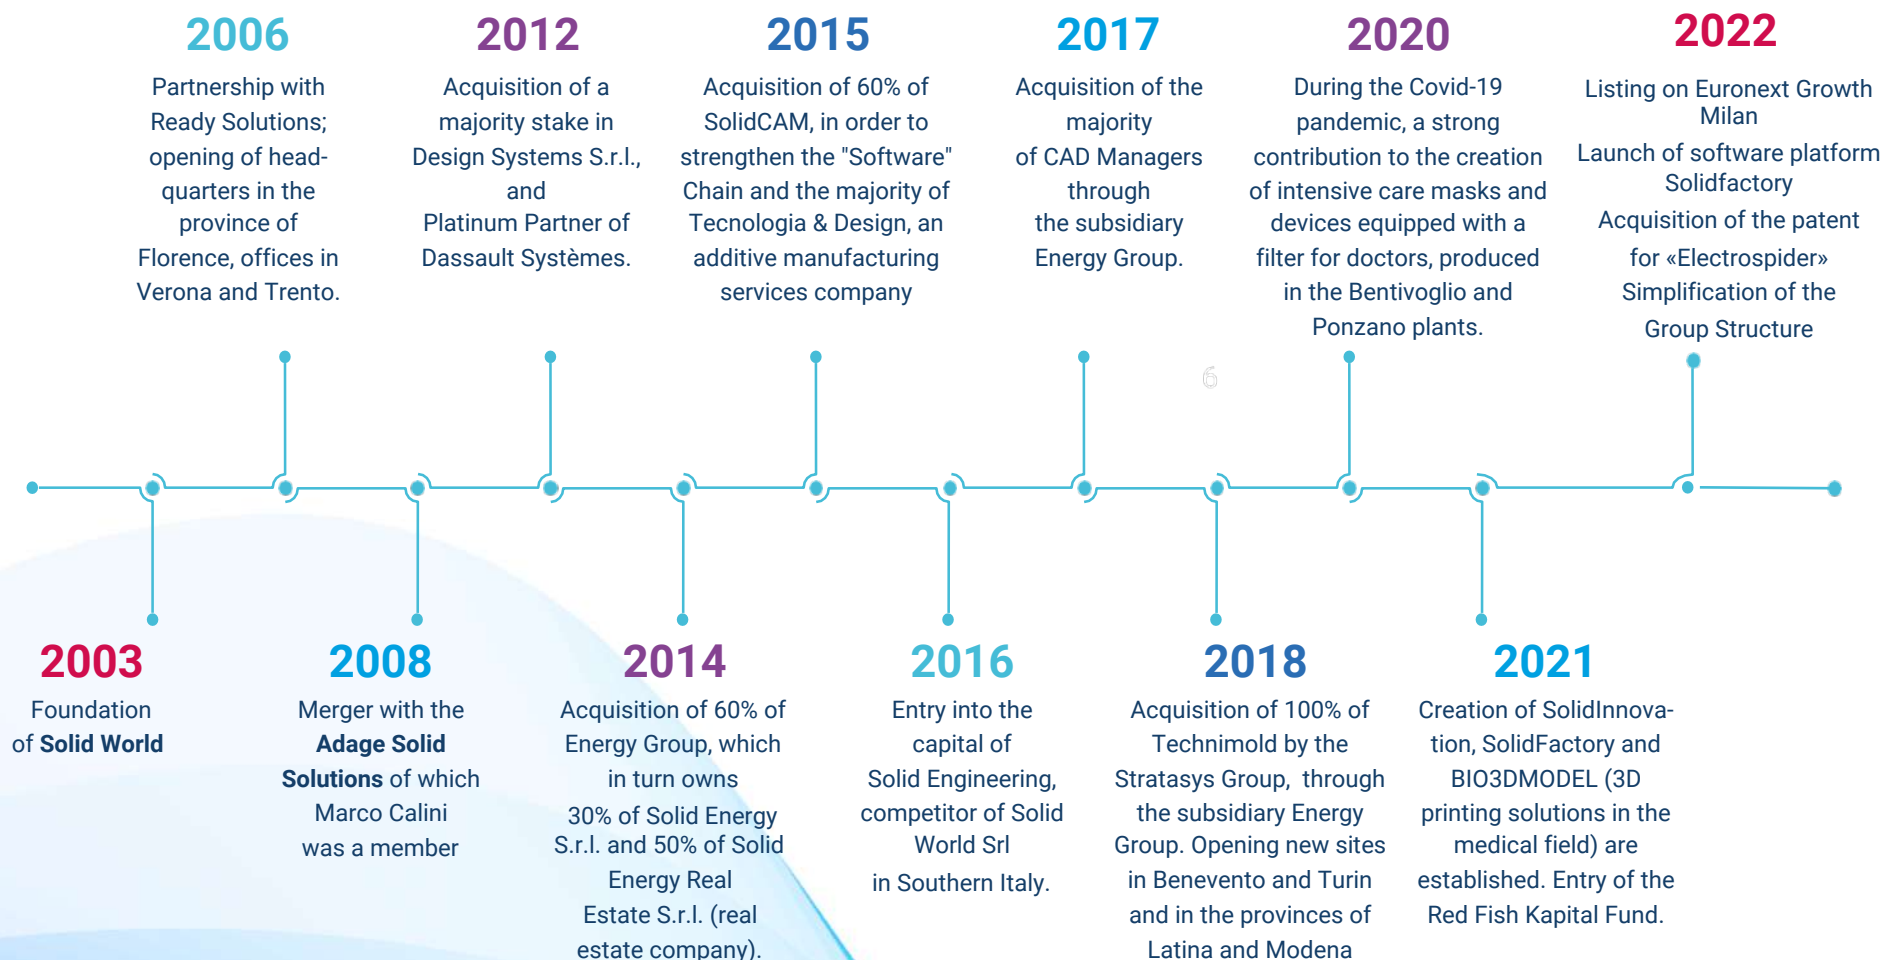 2006
Partnership with
Ready Solutions;
opening of head-
quarters in the
province of
Florence, offices in
Verona and Trento.
2012
Acquisition of a
majority stake in
Design Systems S.r.l.,
and
Platinum Partner of
Dassault Systèmes.
2015
Acquisition of 60% of
SolidCAM, in order to
strengthen the "Software"
Chain and the majority of
Tecnologia & Design, an
additive manufacturing
services company
2017
Acquisition of the
majority
of CAD Managers
through
the subsidiary
Energy Group.
2020
During the Covid-19
pandemic, a strong
contribution to the creation
of intensive care masks and
devices equipped with a
filter for doctors, produced
in the Bentivoglio and
Ponzano plants.
2022
Listing on Euronext Growth
Milan
Launch of software platform
Solidfactory
Acquisition of the patent
for «Electrospider»
Simplification of the
Group Structure
6
2003
Foundation
of Solid World
2008
Merger with the
Adage Solid
Solutions of which
Marco Calini
was a member
2014
Acquisition of 60% of
Energy Group, which
in turn owns
30% of Solid Energy
S.r.l. and 50% of Solid
Energy Real
Estate S.r.l. (real
estate company).
2016
Entry into the
capital of
Solid Engineering,
competitor of Solid
World Srl
in Southern Italy.
2018
Acquisition of 100% of
Technimold by the
Stratasys Group, through
the subsidiary Energy
Group. Opening new sites
in Benevento and Turin
and in the provinces of
Latina and Modena
2021
Creation of SolidInnova-
tion, SolidFactory and
BIO3DMODEL (3D
printing solutions in the
medical field) are
established. Entry of the
Red Fish Kapital Fund.